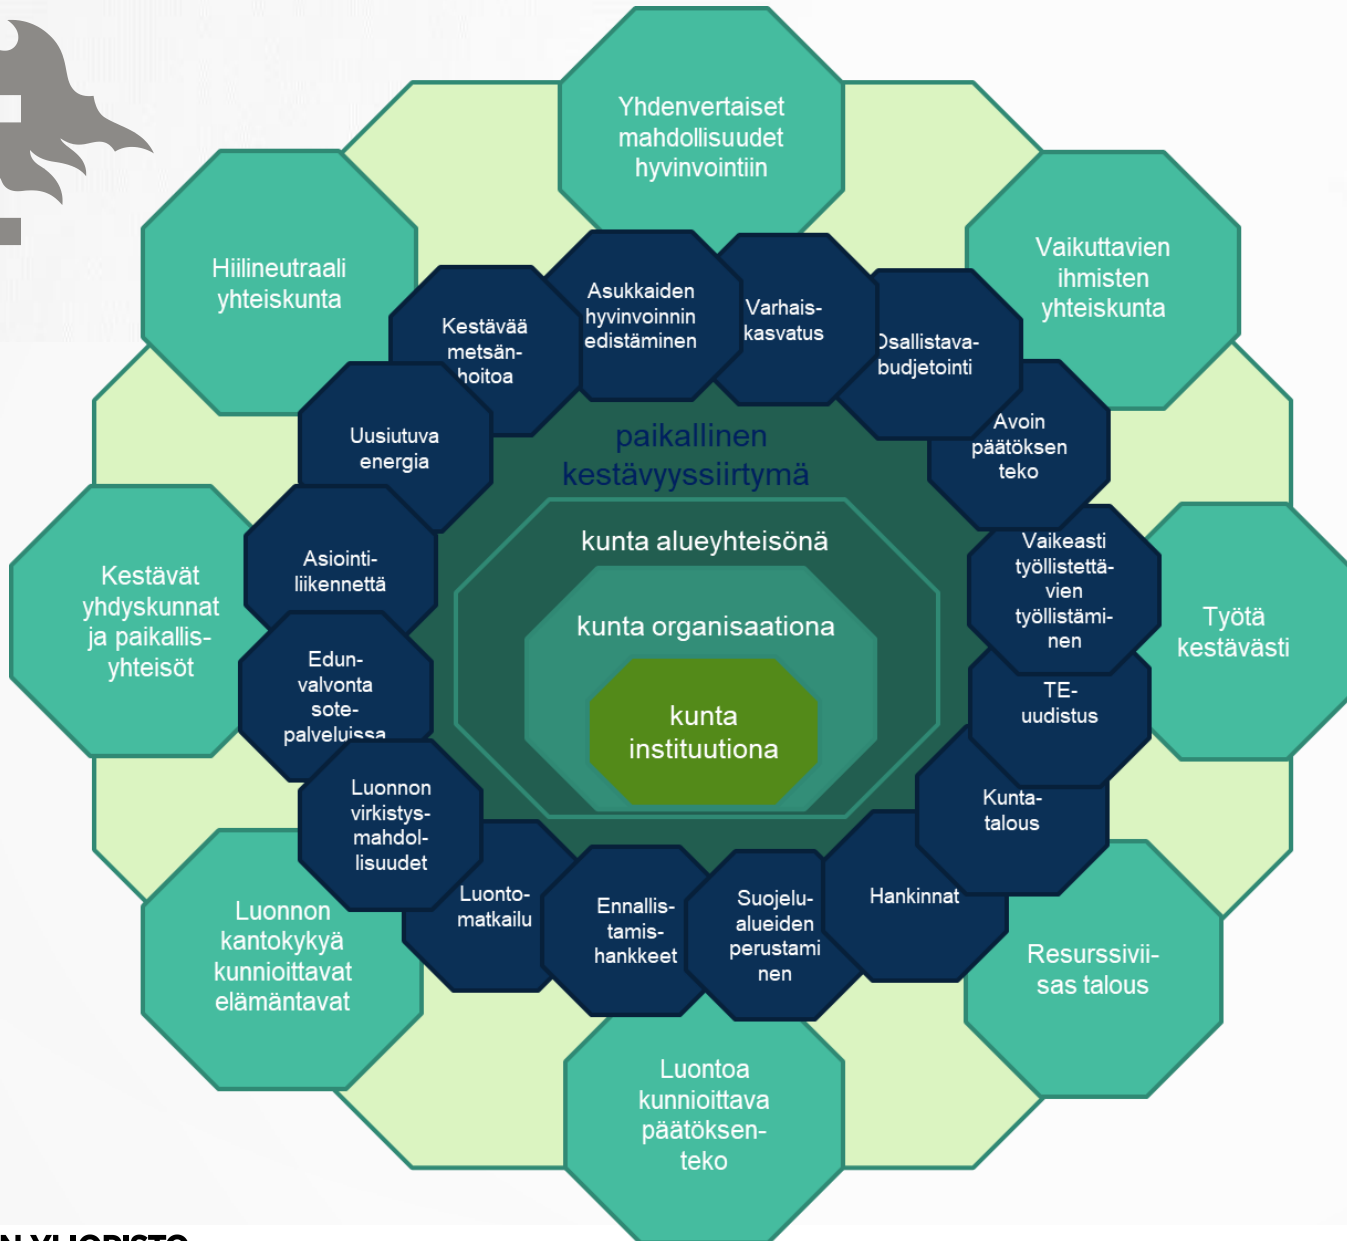 Yhdenvertaiset
mahdollisuudet
hyvinvointiin
Vaikuttavien
ihmisten
yhteiskunta
Työtä
kestävästi
Resurssivii-
sas talous
Luontoa
kunnioittava
päätöksen-
teko
Luonnon
kantokykyä
kunnioittavat
elämäntavat
Kestävät
yhdyskunnat
ja paikallis-
yhteisöt
Hiilineutraali
yhteiskunta
Asukkaiden
hyvinvoinnin
edistäminen
Varhais-
kasvatus
Osallistava-
budjetointi
Avoin
päätöksen
teko
Vaikeasti
työllistettä-
vien
työllistämi-
nen
TE-
uudistus
Kunta-
talous
Hankinnat
Suojelu-
alueiden
perustami
nen
Ennallis-
tamis-
hankkeet
Luonto-
matkailu
Luonnon
virkistys-
mahdol-
lisuudet
Edun-
valvonta
sote-
palveluissa
Asiointi-
liikennettä
Uusiutuva
energia
Kestävää
metsän-
hoitoa
paikallinen
kestävyyssiirtymä
kunta alueyhteisönä
kunta organisaationa
kunta
instituutiona
N YLIOPISTO